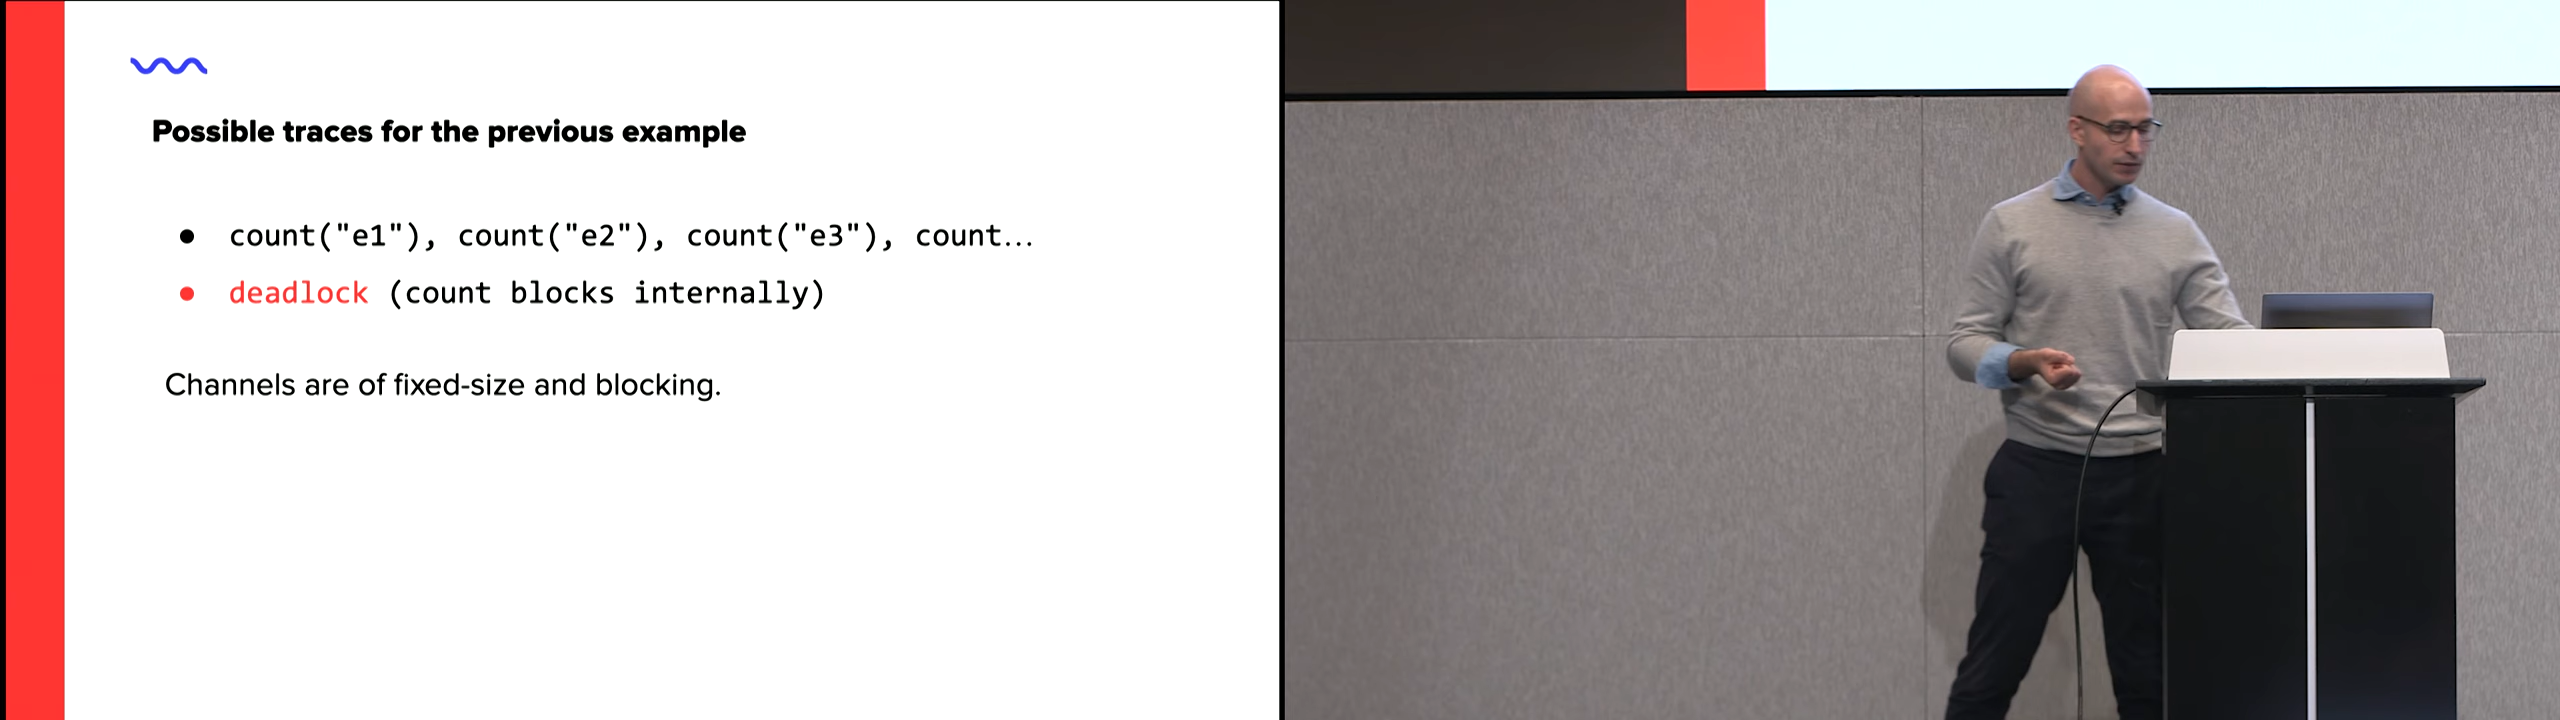 Possible traces for the previous example
● count("e1"), count("e2"), count("e3"), count…
● deadlock (count blocks internally)
Channels are of fixed-size and blocking.